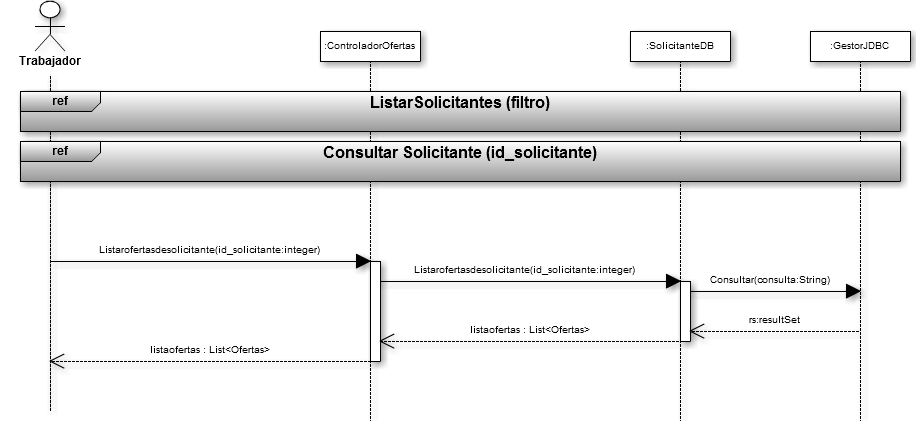 Trabajador
:ControladorOfertas
:SolicitanteDB
:GestorJDBC
ref
ListarSolicitantes (filtro)
ref
Consultar Solicitante (id_solicitante)
Listarofertasdesolicitante(id_solicitante:integer)
Listarofertasdesolicitante(id_solicitante:integer)
Consultar(consulta:String)
rs:resultSet
listaofertas : List<Ofertas>
listaofertas : List<Ofertas>